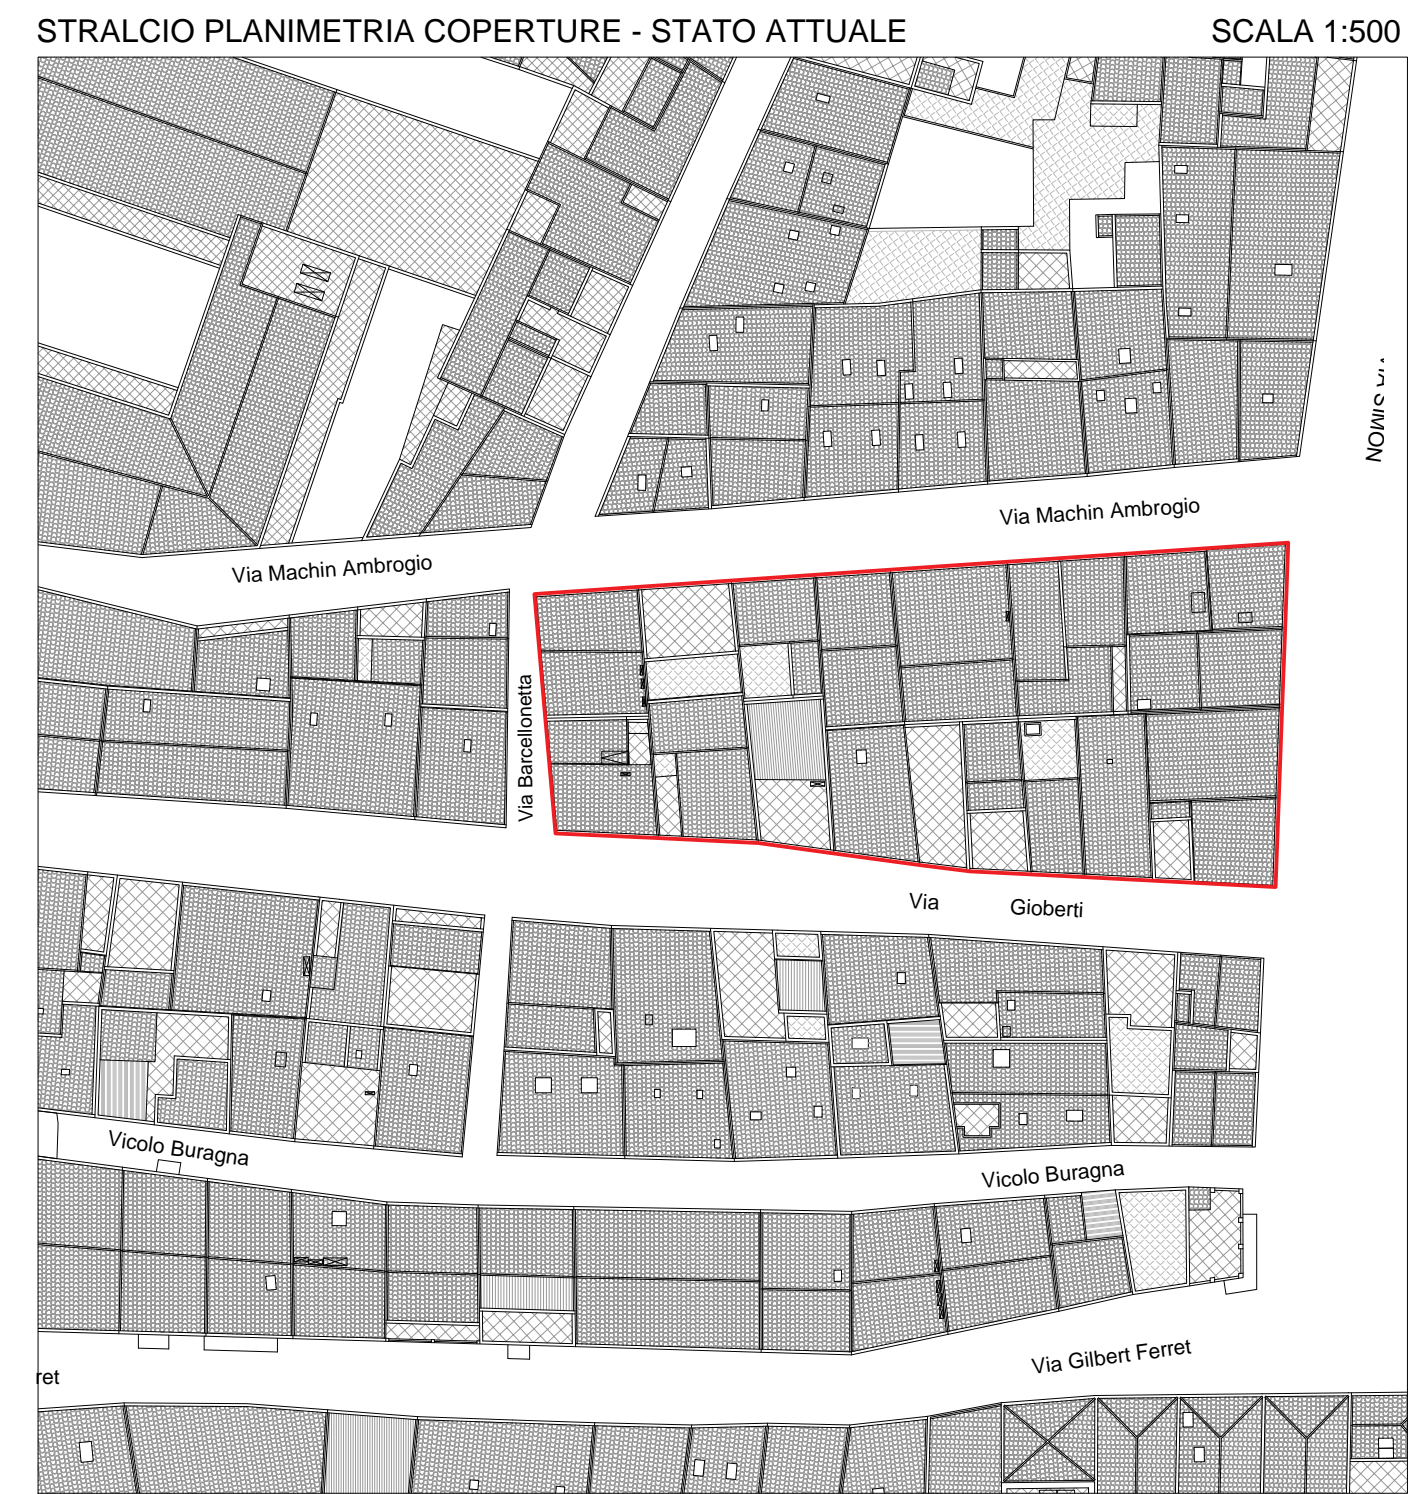 STRALCIO PLANIMETRIA COPERTURE - STATO ATTUALE
SCALA 1:500
SIMON
Via Machin Ambrogio
Via Machin Ambrogio
Via Barcellonetta
Via Gioberti
Vicolo Buragna
Vicolo Buragna
Via Gilbert Ferret
ret